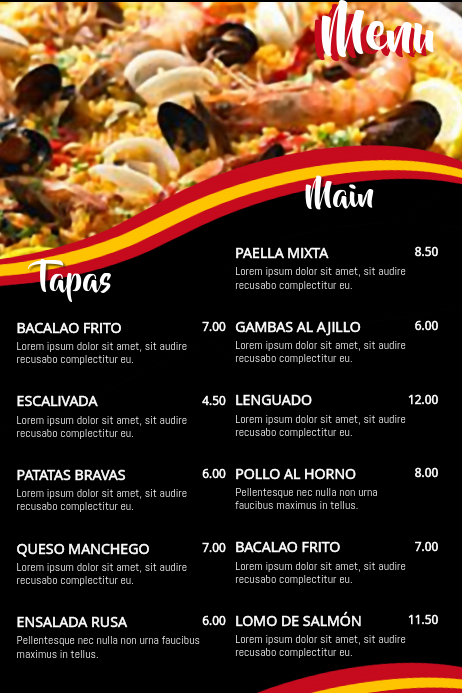 Menu
Main
PAELLA MIXTA 8.50
Lorem ipsum dolor sit amet, sit audire
recusabo complectitur eu.
GAMBAS AL AJILLO 6.00
Lorem ipsum dolor sit amet, sit audire
recusabo complectitur eu.
LENGUADO 12.00
Lorem ipsum dolor sit amet, sit audire
recusabo complectitur eu.
POLLO AL HORNO 8.00
Pellentesque nec nulla non urna
faucibus maximus in tellus.
BACALAO FRITO 7.00
Lorem ipsum dolor sit amet, sit audire
recusabo complectitur eu.
LOMO DE SALMÓN 11.50
Lorem ipsum dolor sit amet, sit audire
recusabo complectitur eu.
Tapas
BACALAO FRITO 7.00
Lorem ipsum dolor sit amet, sit audire
recusabo complectitur eu.
ESCALIVADA 4.50
Lorem ipsum dolor sit amet, sit audire
recusabo complectitur eu.
PATATAS BRAVAS 6.00
Lorem ipsum dolor sit amet, sit audire
recusabo complectitur eu.
QUESO MANCHEGO 7.00
Lorem ipsum dolor sit amet, sit audire
recusabo complectitur eu.
ENSALADA RUSA 6.00
Pellentesque nec nulla non urna faucibus
maximus in tellus.